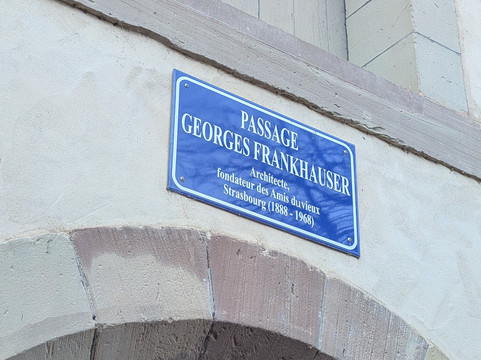 PASSAGE
GEORGES FRANKHAUSER
Architecte,
fondateur des Amis du vieux
Strasbourg (1888 - 1968)